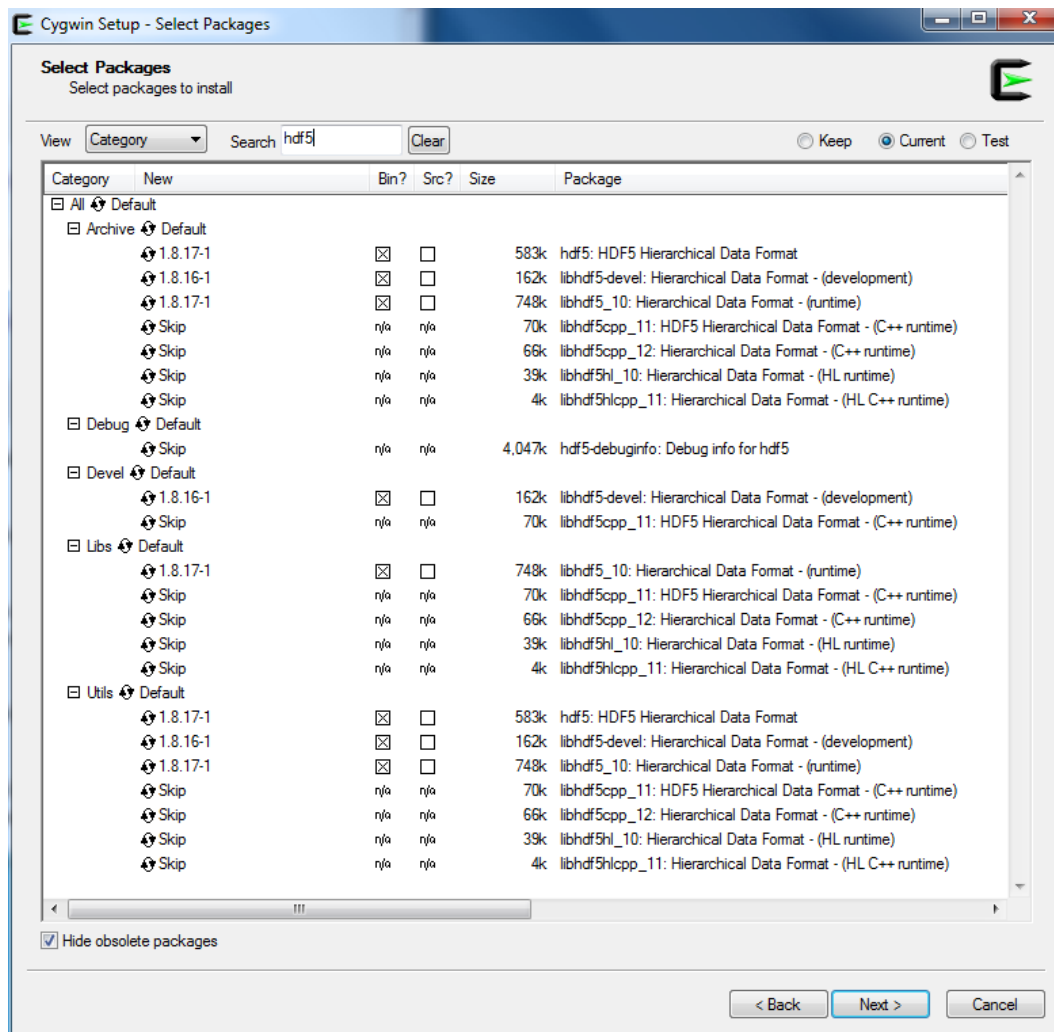 Cygwin Setup - Select Packages
Select Packages
Select packages to install
View Category Search hdf5 Clear Keep Current Test
Category New Bin? Src? Size Package
All Default
Archive Default
1.8.17-1 583k hdf5: HDF5 Hierarchical Data Format
1.8.16-1 162k libhdf5-devel: Hierarchical Data Format - (development)
1.8.17-1 748k libhdf5_10: Hierarchical Data Format - (runtime)
Skip n/a n/a 70k libhdf5cpp_11: HDF5 Hierarchical Data Format - (C++ runtime)
Skip n/a n/a 66k libhdf5cpp_12: Hierarchical Data Format - (C++ runtime)
Skip n/a n/a 39k libhdf5hl_10: Hierarchical Data Format - (HL runtime)
Skip n/a n/a 4k libhdf5hlcpp_11: Hierarchical Data Format - (HL C++ runtime)
Debug Default
Skip n/a n/a 4,047k hdf5-debuginfo: Debug info for hdf5
Devel Default
1.8.16-1 162k libhdf5-devel: Hierarchical Data Format - (development)
Skip n/a n/a 70k libhdf5cpp_11: HDF5 Hierarchical Data Format - (C++ runtime)
Libs Default
1.8.17-1 748k libhdf5_10: Hierarchical Data Format - (runtime)
Skip n/a n/a 70k libhdf5cpp_11: HDF5 Hierarchical Data Format - (C++ runtime)
Skip n/a n/a 66k libhdf5cpp_12: Hierarchical Data Format - (C++ runtime)
Skip n/a n/a 39k libhdf5hl_10: Hierarchical Data Format - (HL runtime)
Skip n/a n/a 4k libhdf5hlcpp_11: Hierarchical Data Format - (HL C++ runtime)
Utils Default
1.8.17-1 583k hdf5: HDF5 Hierarchical Data Format
1.8.16-1 162k libhdf5-devel: Hierarchical Data Format - (development)
1.8.17-1 748k libhdf5_10: Hierarchical Data Format - (runtime)
Skip n/a n/a 70k libhdf5cpp_11: HDF5 Hierarchical Data Format - (C++ runtime)
Skip n/a n/a 66k libhdf5cpp_12: Hierarchical Data Format - (C++ runtime)
Skip n/a n/a 39k libhdf5hl_10: Hierarchical Data Format - (HL runtime)
Skip n/a n/a 4k libhdf5hlcpp_11: Hierarchical Data Format - (HL C++ runtime)
Hide obsolete packages
< Back Next > Cancel